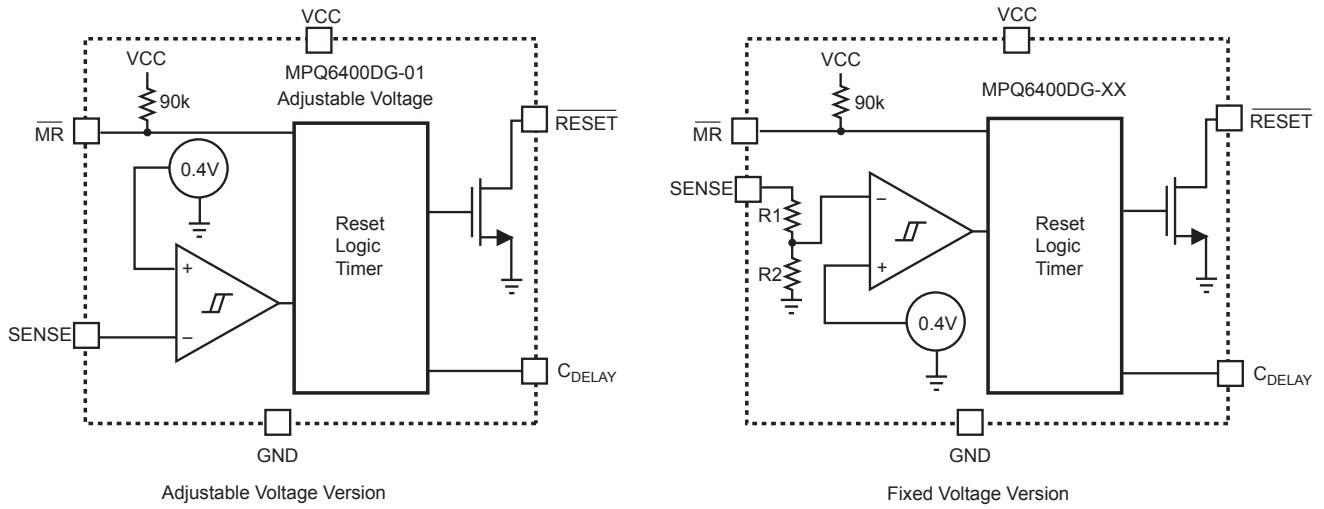 VCC
VCC
MPQ6400DG-01
Adjustable Voltage
90k
MR
RESET
0.4V
Reset
Logic
Timer
+
–
SENSE
CDELAY
GND
Adjustable Voltage Version
VCC
VCC
MPQ6400DG-XX
90k
MR
RESET
SENSE
R1
R2
–
+
Reset
Logic
Timer
0.4V
CDELAY
GND
Fixed Voltage Version